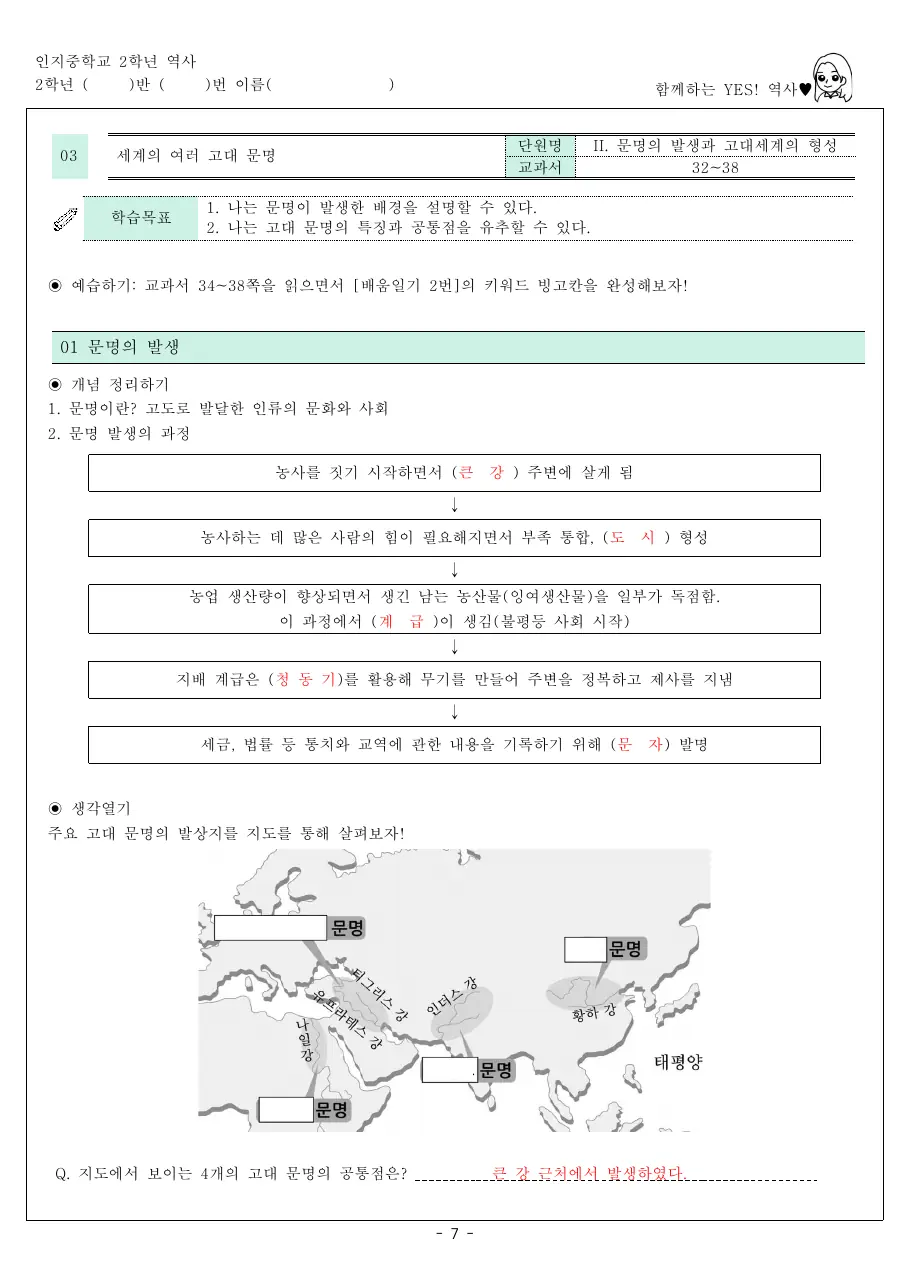 인지중학교 2학년 역사
2학년 (    )반 (    )번 이름(            )
함께하는 YES! 역사♥
03
세계의 여러 고대 문명
단원명
II. 문명의 발생과 고대세계의 형성
교과서
32~38
학습목표
1. 나는 문명이 발생한 배경을 설명할 수 있다.
2. 나는 고대 문명의 특징과 공통점을 유추할 수 있다.
◉ 예습하기: 교과서 34~38쪽을 읽으면서 [배움일기 2번]의 키워드 빙고칸을 완성해보자!
01 문명의 발생
◉ 개념 정리하기
1. 문명이란? 고도로 발달한 인류의 문화와 사회
2. 문명 발생의 과정
농사를 짓기 시작하면서 (큰 강 ) 주변에 살게 됨
↓
농사하는 데 많은 사람의 힘이 필요해지면서 부족 통합, (도 시 ) 형성
↓
농업 생산량이 향상되면서 생긴 남는 농산물(잉여생산물)을 일부가 독점함.
이 과정에서 (계 급 )이 생김(불평등 사회 시작)
↓
지배 계급은 (청 동 기)를 활용해 무기를 만들어 주변을 정복하고 제사를 지냄
↓
세금, 법률 등 통치와 교역에 관한 내용을 기록하기 위해 (문 자) 발명
◉ 생각열기
주요 고대 문명의 발상지를 지도를 통해 살펴보자!
문명
문명
티그리스 강
유프라테스 강
인더스 강
황하 강
나일강
태평양
문명
문명
Q. 지도에서 보이는 4개의 고대 문명의 공통점은? 큰 강 근처에서 발생하였다.
- 7 -